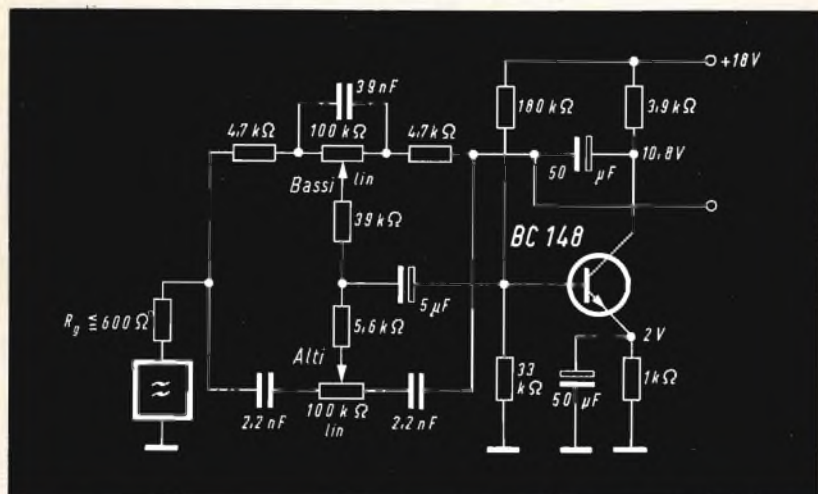 39 nF
4,7 kΩ
100 kΩ
4,7 kΩ
Bassi
lin
39 kΩ
180 kΩ
3,9 kΩ
+18V
50 µF
10,8V
BC 148
5 µF
Rg ≦ 600 Ω
≈
5,6 kΩ
Alti
2,2 nF
100 kΩ
lin
2,2 nF
33 kΩ
50 µF
2V
1kΩ